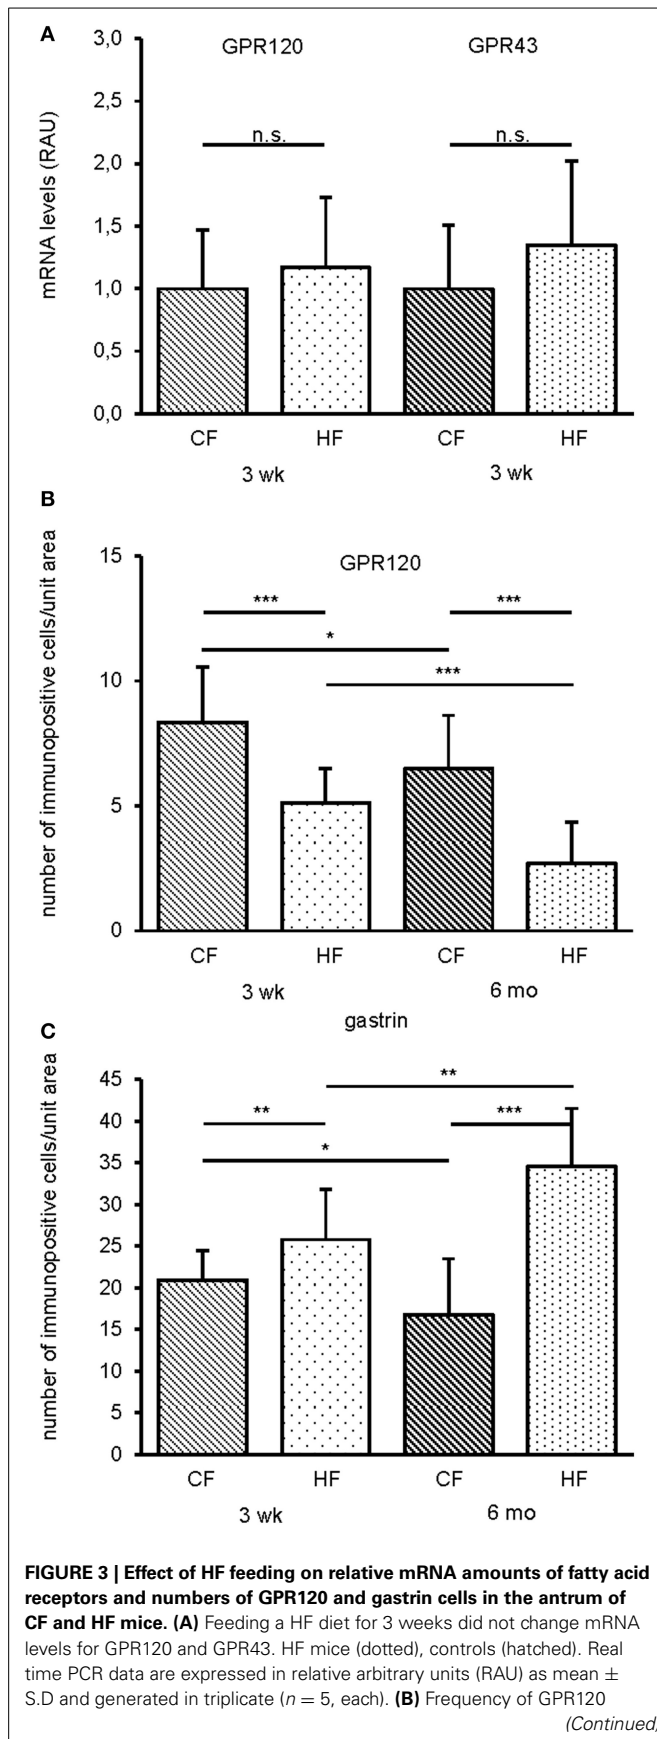 A
GPR120 GPR43
mRNA levels (RAU)
3,0
2,5
2,0
1,5
1,0
0,5
0,0
n.s. n.s.
CF HF CF HF
3 wk 3 wk
B
GPR120
number of immunopositive cells/unit area
15
10
5
0
*** ***
*
***
CF HF CF HF
3 wk 6 mo
C
gastrin
number of immunopositive cells/unit area
45
40
35
30
25
20
15
10
5
0
**
** ***
*
CF HF CF HF
3 wk 6 mo
FIGURE 3 | Effect of HF feeding on relative mRNA amounts of fatty acid
receptors and numbers of GPR120 and gastrin cells in the antrum of
CF and HF mice. (A) Feeding a HF diet for 3 weeks did not change mRNA
levels for GPR120 and GPR43. HF mice (dotted), controls (hatched). Real
time PCR data are expressed in relative arbitrary units (RAU) as mean ±
S.D and generated in triplicate (n = 5, each). (B) Frequency of GPR120
(Continued)